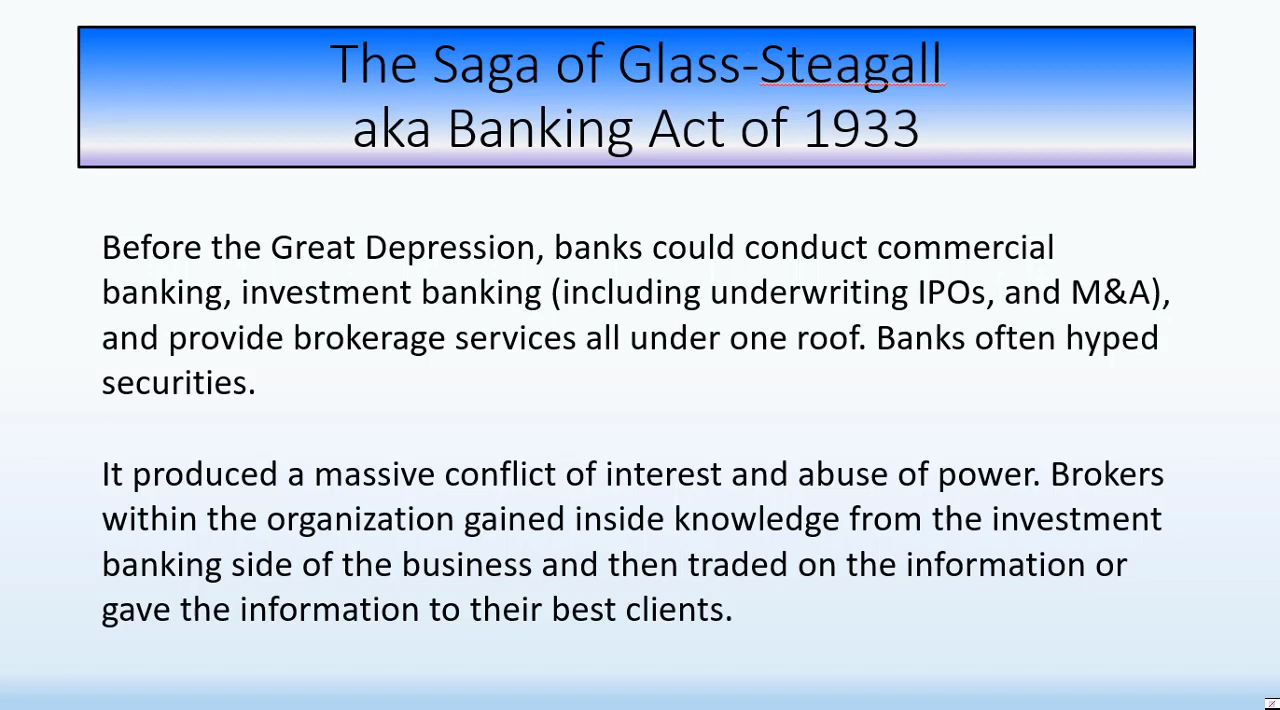 The Saga of Glass-Steagall
aka Banking Act of 1933
Before the Great Depression, banks could conduct commercial
banking, investment banking (including underwriting IPOs, and M&A),
and provide brokerage services all under one roof. Banks often hyped
securities.
It produced a massive conflict of interest and abuse of power. Brokers
within the organization gained inside knowledge from the investment
banking side of the business and then traded on the information or
gave the information to their best clients.